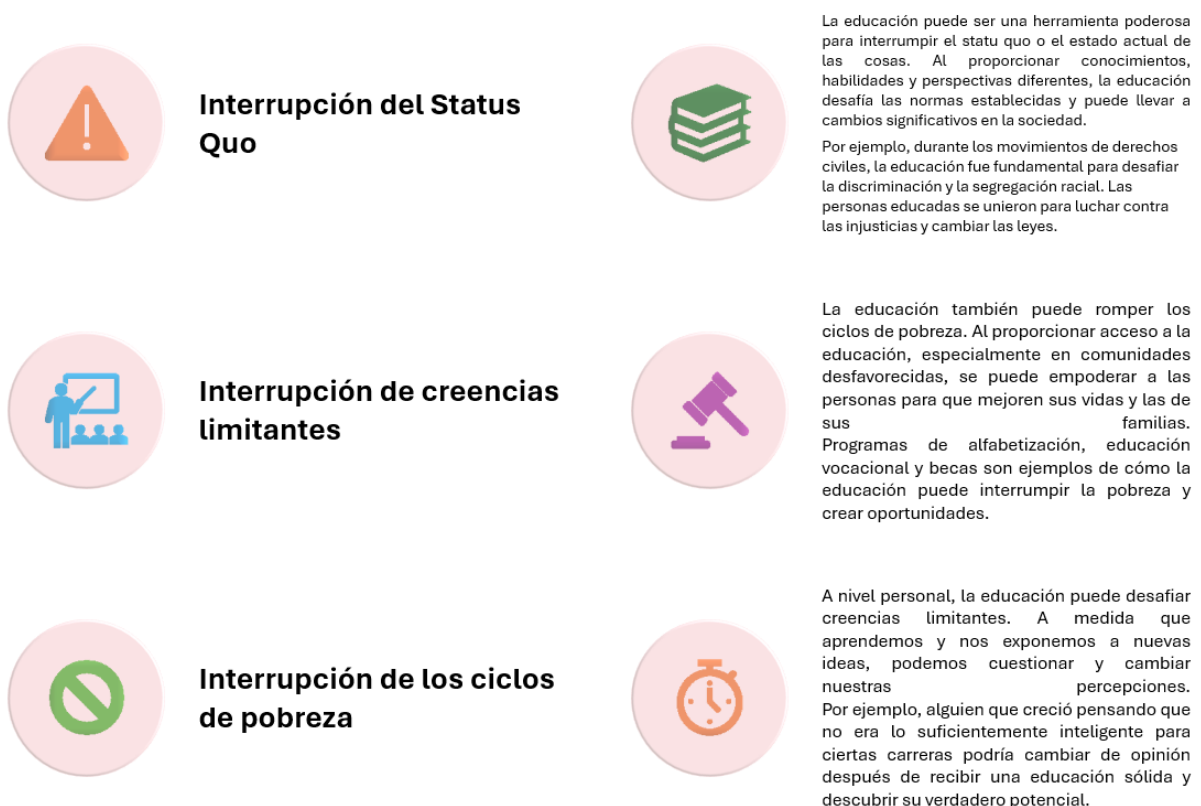 Interrupción del Status
Quo
La educación puede ser una herramienta poderosa
para interrumpir el statu quo o el estado actual de
las cosas. Al proporcionar conocimientos,
habilidades y perspectivas diferentes, la educación
desafía las normas establecidas y puede llevar a
cambios significativos en la sociedad.
Por ejemplo, durante los movimientos de derechos
civiles, la educación fue fundamental para desafiar
la discriminación y la segregación racial. Las
personas educadas se unieron para luchar contra
las injusticias y cambiar las leyes.
Interrupción de creencias
limitantes
La educación también puede romper los
ciclos de pobreza. Al proporcionar acceso a la
educación, especialmente en comunidades
desfavorecidas, se puede empoderar a las
personas para que mejoren sus vidas y las de
sus familias.
Programas de alfabetización, educación
vocacional y becas son ejemplos de cómo la
educación puede interrumpir la pobreza y
crear oportunidades.
Interrupción de los ciclos
de pobreza
A nivel personal, la educación puede desafiar
creencias limitantes. A medida que
aprendemos y nos exponemos a nuevas
ideas, podemos cuestionar y cambiar
nuestras percepciones.
Por ejemplo, alguien que creció pensando que
no era lo suficientemente inteligente para
ciertas carreras podría cambiar de opinión
después de recibir una educación sólida y
descubrir su verdadero potencial.